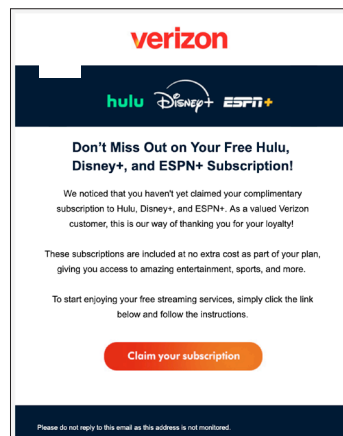 verizon
hulu Disney+ ESPN+
Don't Miss Out on Your Free Hulu,
Disney+, and ESPN+ Subscription!
We noticed that you haven't yet claimed your complimentary
subscription to Hulu, Disney+, and ESPN+. As a valued Verizon
customer, this is our way of thanking you for your loyalty!
These subscriptions are included at no extra cost as part of your plan,
giving you access to amazing entertainment, sports, and more.
To start enjoying your free streaming services, simply click the link
below and follow the instructions.
Claim your subscription
Please do not reply to this email as this address is not monitored.